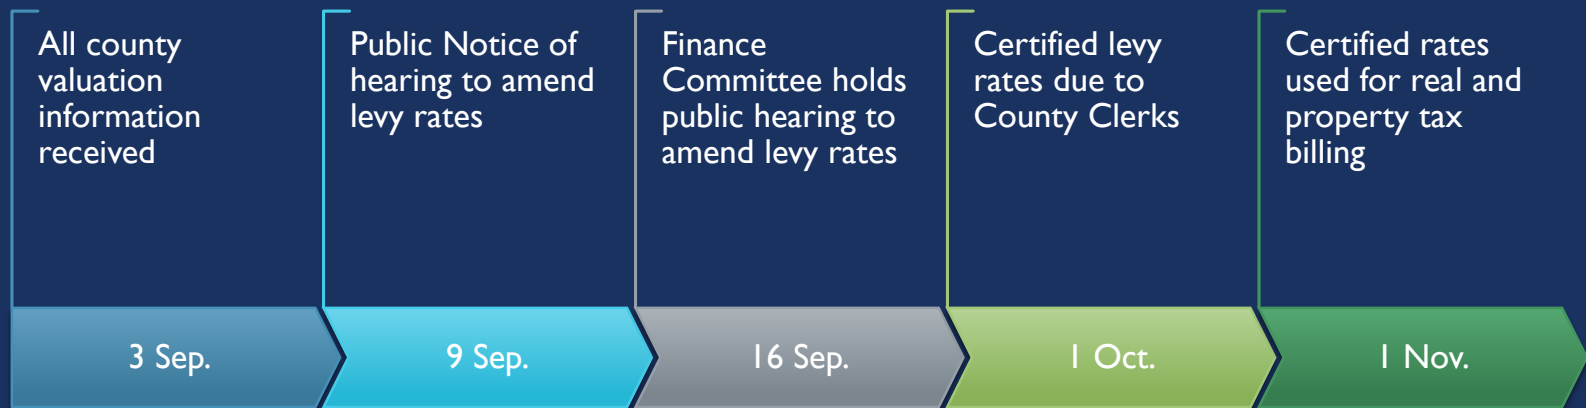 All county
valuation
information
received
Public Notice of
hearing to amend
levy rates
Finance
Committee holds
public hearing to
amend levy rates
Certified levy
rates due to
County Clerks
Certified rates
used for real and
property tax
billing
3 Sep.
9 Sep.
16 Sep.
1 Oct.
1 Nov.